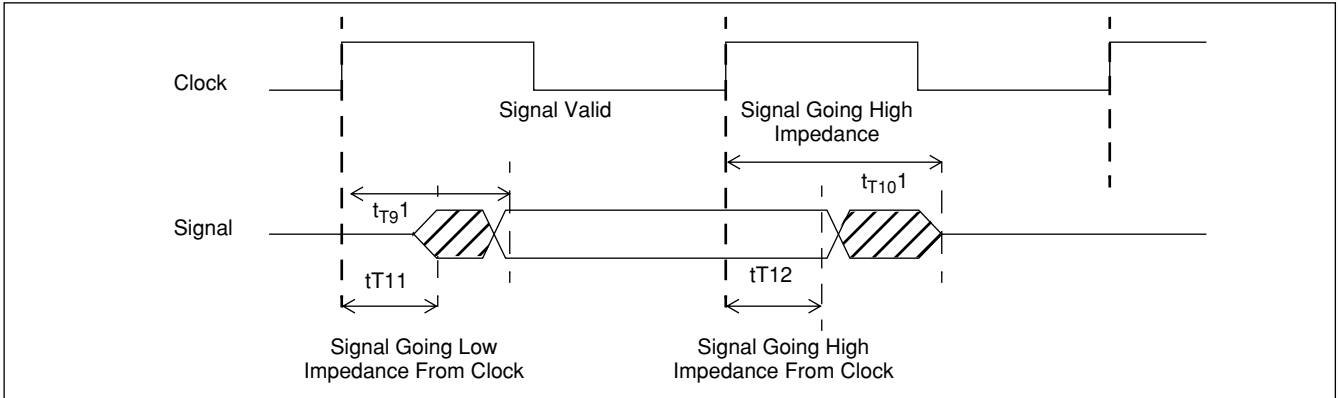 Clock
Signal Valid
Signal Going High
Impedance
tT101
tT91
Signal
tT11
tT12
Signal Going Low
Impedance From Clock
Signal Going High
Impedance From Clock